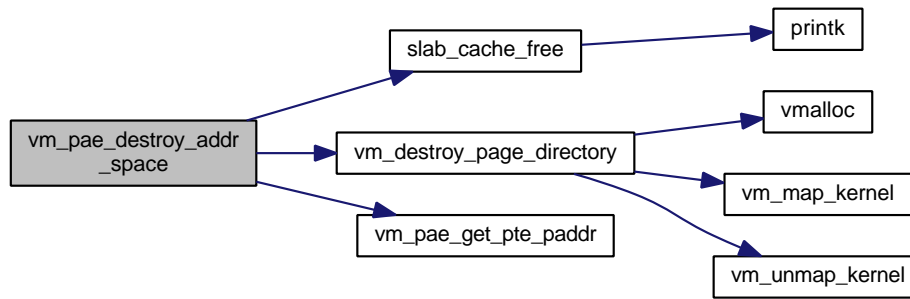 vm_pae_destroy_addr
_space
slab_cache_free
vm_destroy_page_directory
vm_pae_get_pte_paddr
printk
vmalloc
vm_map_kernel
vm_unmap_kernel